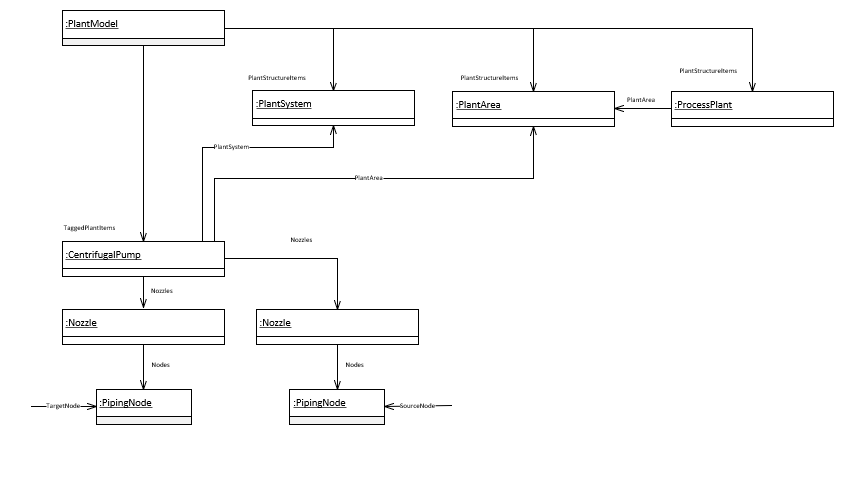 :PlantModel
PlantStructureItems
PlantStructureItems
PlantStructureItems
:PlantSystem
:PlantArea
PlantArea
:ProcessPlant
PlantSystem
PlantArea
TaggedPlantItems
Nozzles
:CentrifugalPump
Nozzles
:Nozzle
:Nozzle
Nodes
Nodes
TargetNode
:PipingNode
:PipingNode
SourceNode